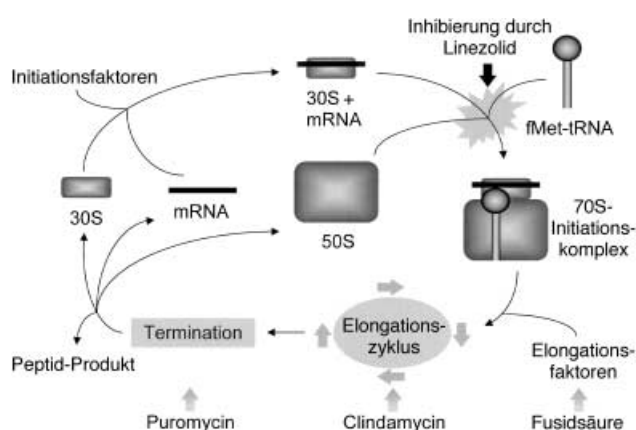 Inhibierung durch
Linezolid
Initiationsfaktoren
30S +
mRNA
fMet-tRNA
30S
mRNA
50S
70S-
Initiations-
komplex
Termination
Elongations-
zyklus
Peptid-Produkt
Elongations-
faktoren
Puromycin
Clindamycin
Fusidsäure